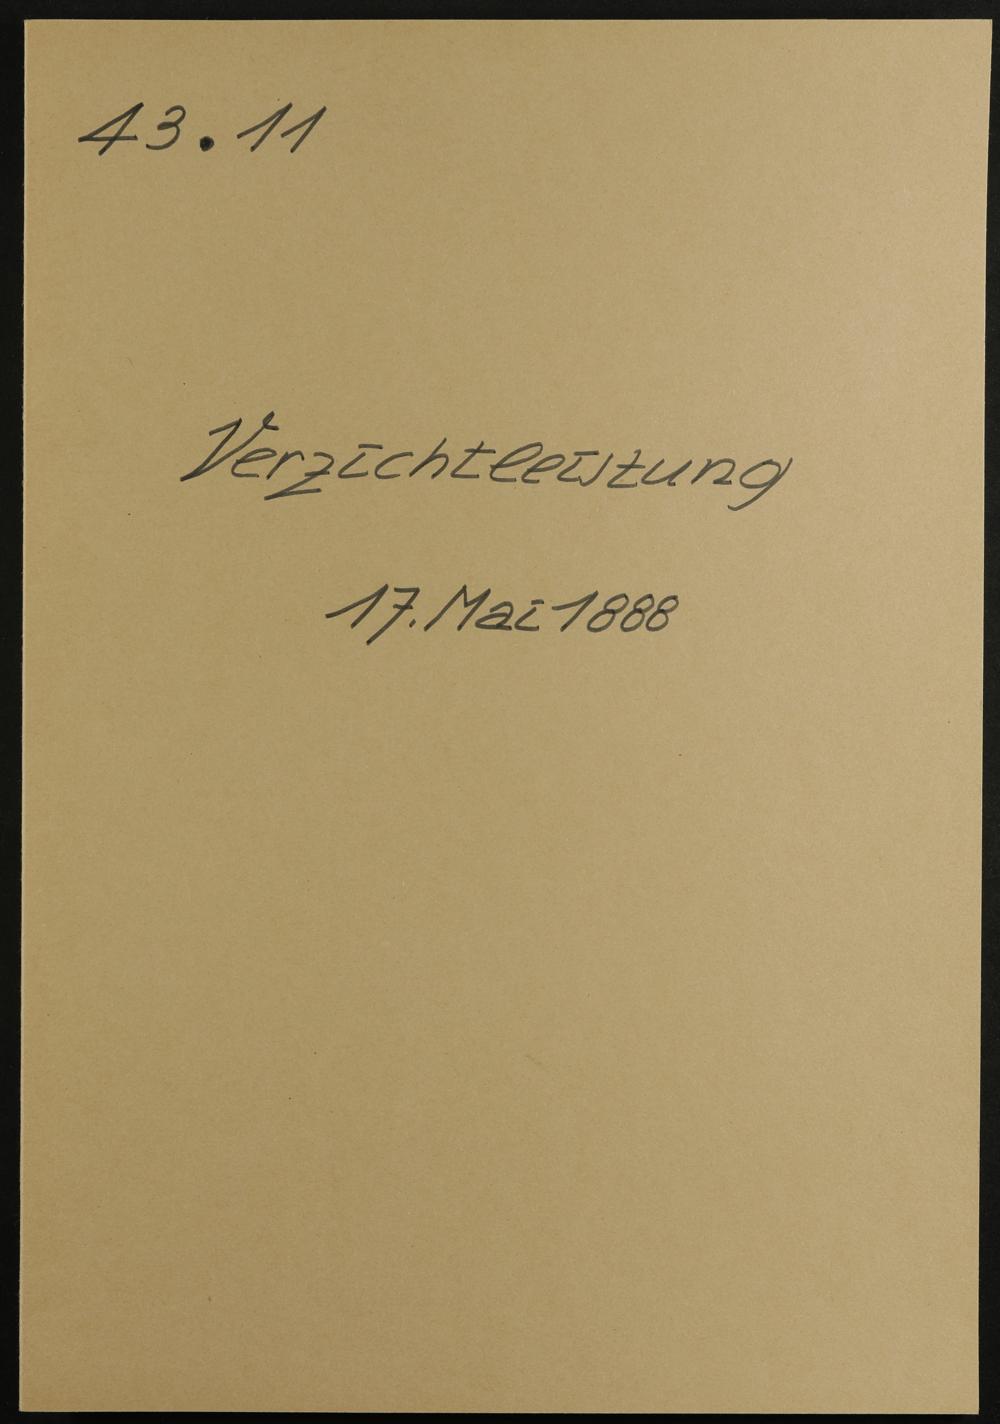 43.11
Verzichtleistung
17. Mai 1888